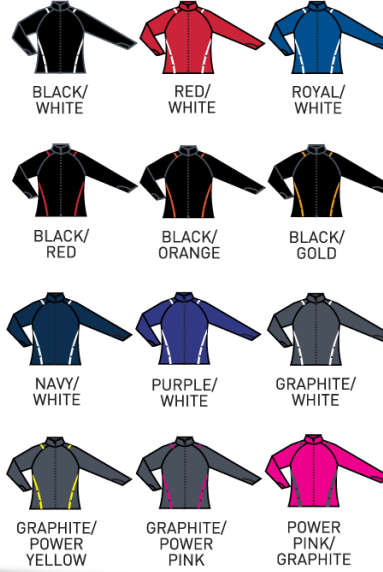 BLACK/
WHITE
RED/
WHITE
ROYAL/
WHITE
BLACK/
RED
BLACK/
ORANGE
BLACK/
GOLD
NAVY/
WHITE
PURPLE/
WHITE
GRAPHITE/
WHITE
GRAPHITE/
POWER
YELLOW
GRAPHITE/
POWER
PINK
POWER
PINK/
GRAPHITE